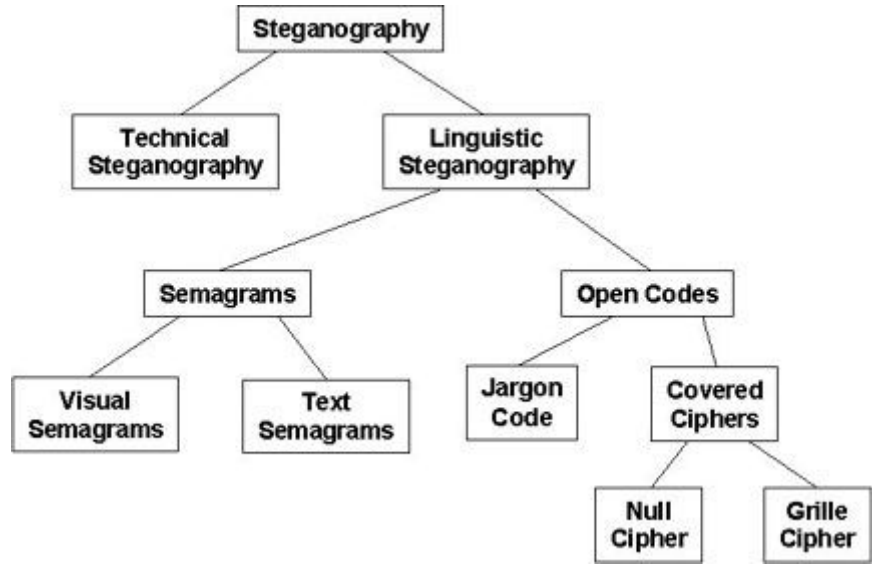 Steganography
Technical
Steganography
Linguistic
Steganography
Semagrams
Open Codes
Visual
Semagrams
Text
Semagrams
Jargon
Code
Covered
Ciphers
Null
Cipher
Grille
Cipher